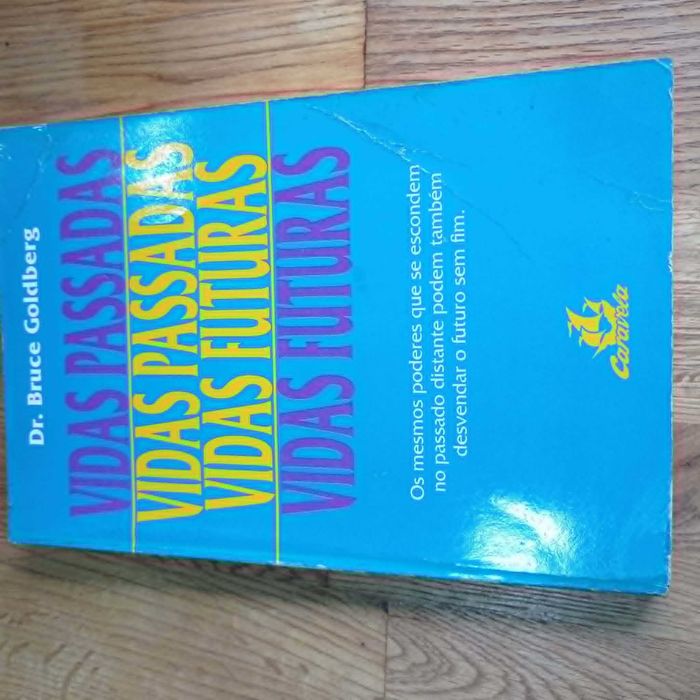 Dr. Bruce Goldberg
VIDAS PASSADAS
VIDAS PASSADAS
VIDAS FUTURAS
VIDAS FUTURAS
Os mesmos poderes que se escondem
no passado distante podem também
desvendar o futuro sem fim.
Caravela